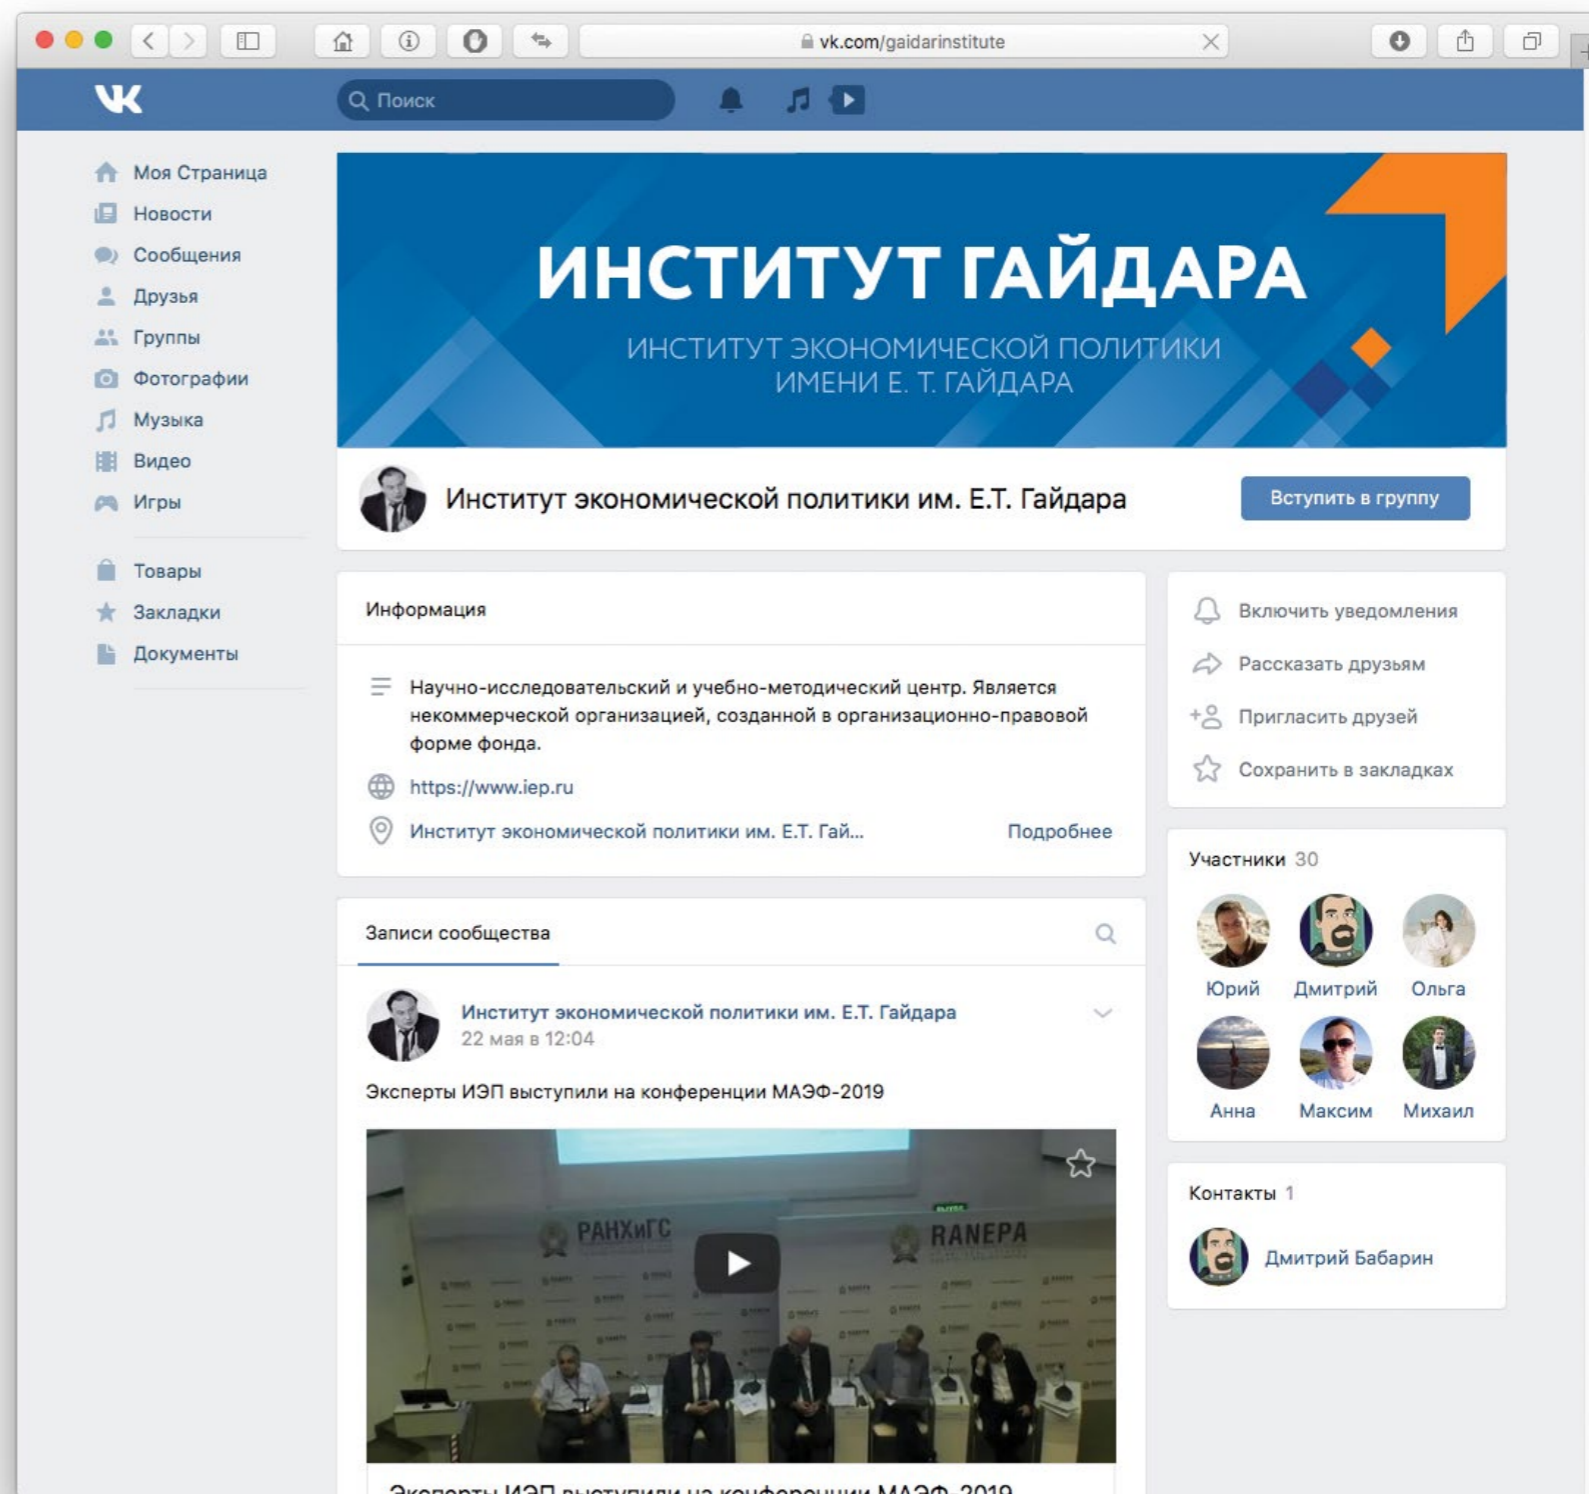 vk.com/gaidarinstitute
Поиск
Моя Страница
Новости
Сообщения
Друзья
Группы
Фотографии
Музыка
Видео
Игры
Товары
Закладки
Документы
ИНСТИТУТ ГАЙДАРА
ИНСТИТУТ ЭКОНОМИЧЕСКОЙ ПОЛИТИКИ
ИМЕНИ Е. Т. ГАЙДАРА
Институт экономической политики им. Е.Т. Гайдара
Вступить в группу
Информация
Научно-исследовательский и учебно-методический центр. Является
некоммерческой организацией, созданной в организационно-правовой
форме фонда.
https://www.iep.ru
Институт экономической политики им. Е.Т. Гай...
Подробнее
Записи сообщества
Институт экономической политики им. Е.Т. Гайдара
22 мая в 12:04
Эксперты ИЭП выступили на конференции МАЭФ-2019
РАНХиГС
RANEPA
Эксперты ИЭП выступили на конференции МАЭФ-2019
Включить уведомления
Рассказать друзьям
Пригласить друзей
Сохранить в закладках
Участники 30
Юрий Дмитрий Ольга
Анна Максим Михаил
Контакты 1
Дмитрий Бабарин